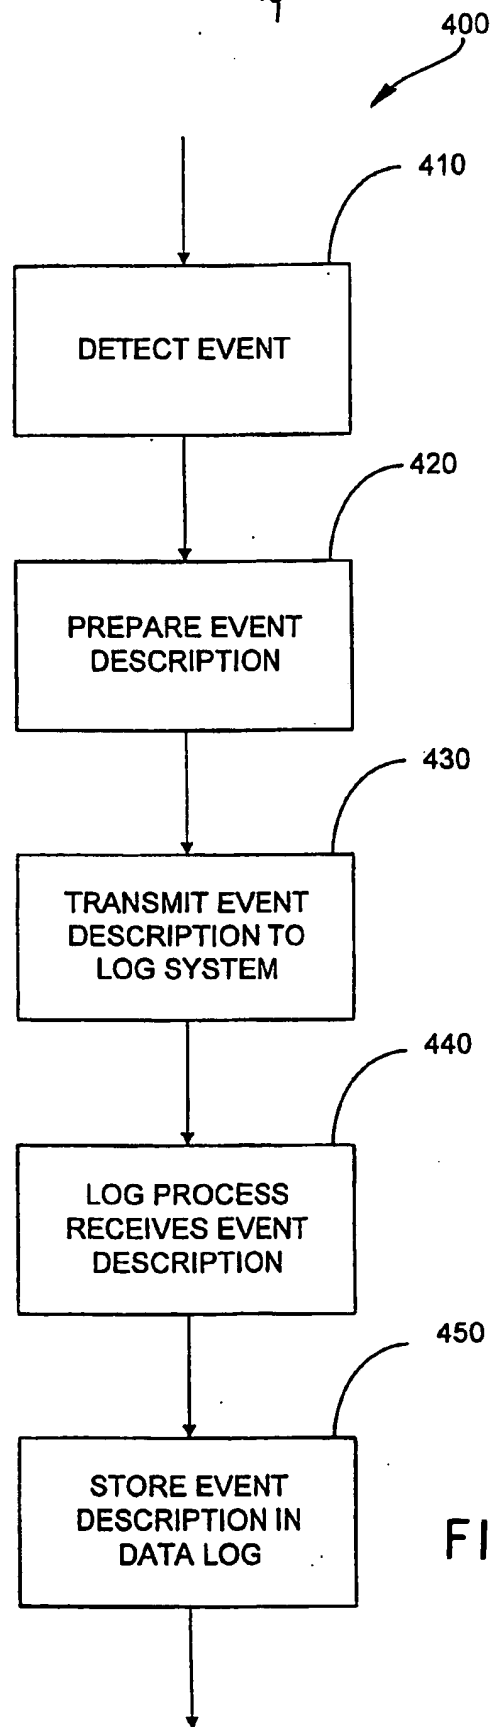 400
410
DETECT EVENT
420
PREPARE EVENT
DESCRIPTION
430
TRANSMIT EVENT
DESCRIPTION TO
LOG SYSTEM
440
LOG PROCESS
RECEIVES EVENT
DESCRIPTION
450
STORE EVENT
DESCRIPTION IN
DATA LOG
FI